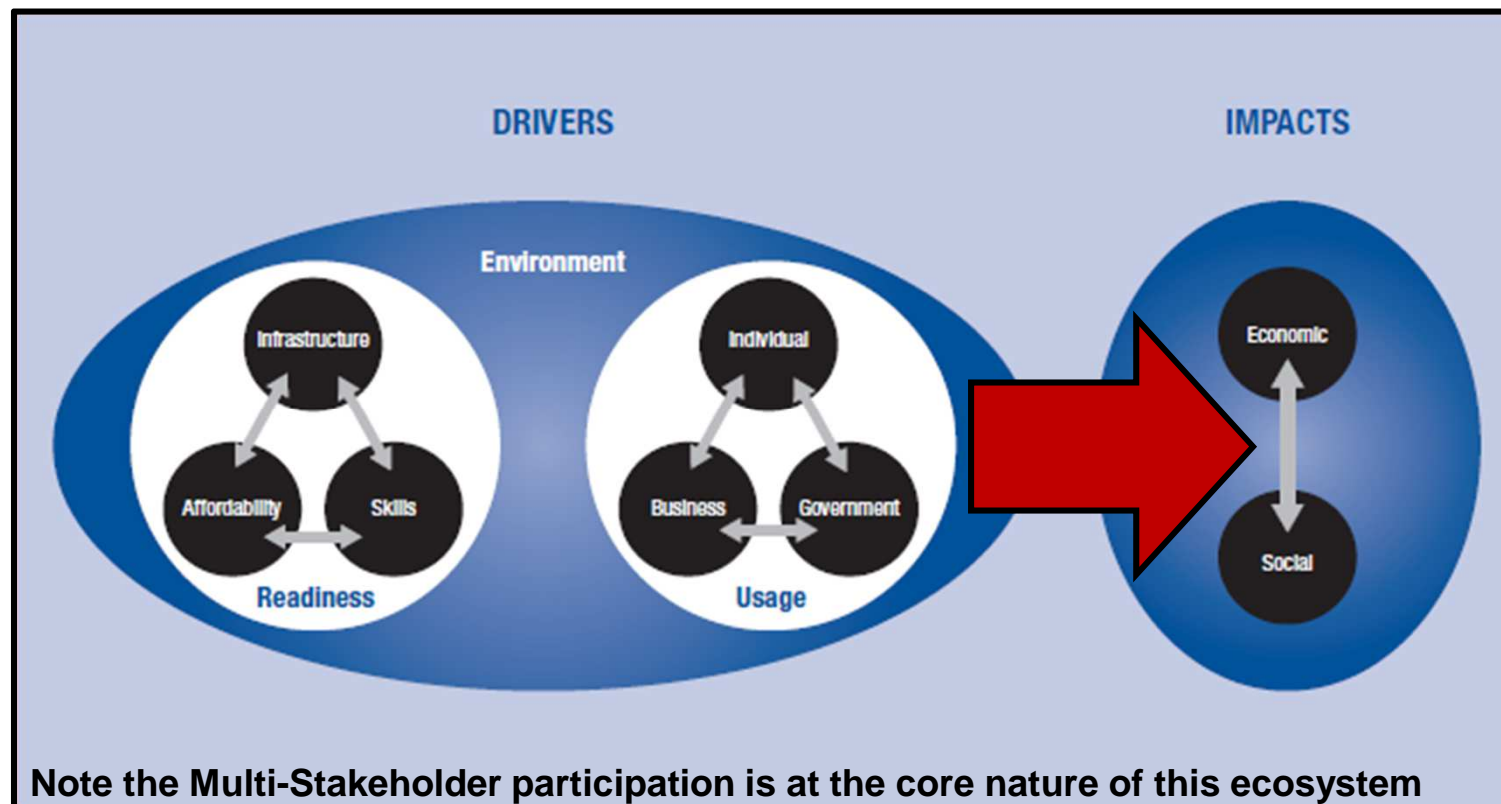 DRIVERS
IMPACTS
Environment
Infrastructure
Affordability
Skills
Readiness
Individual
Business
Government
Usage
Economic
Social
Note the Multi-Stakeholder participation is at the core nature of this ecosystem